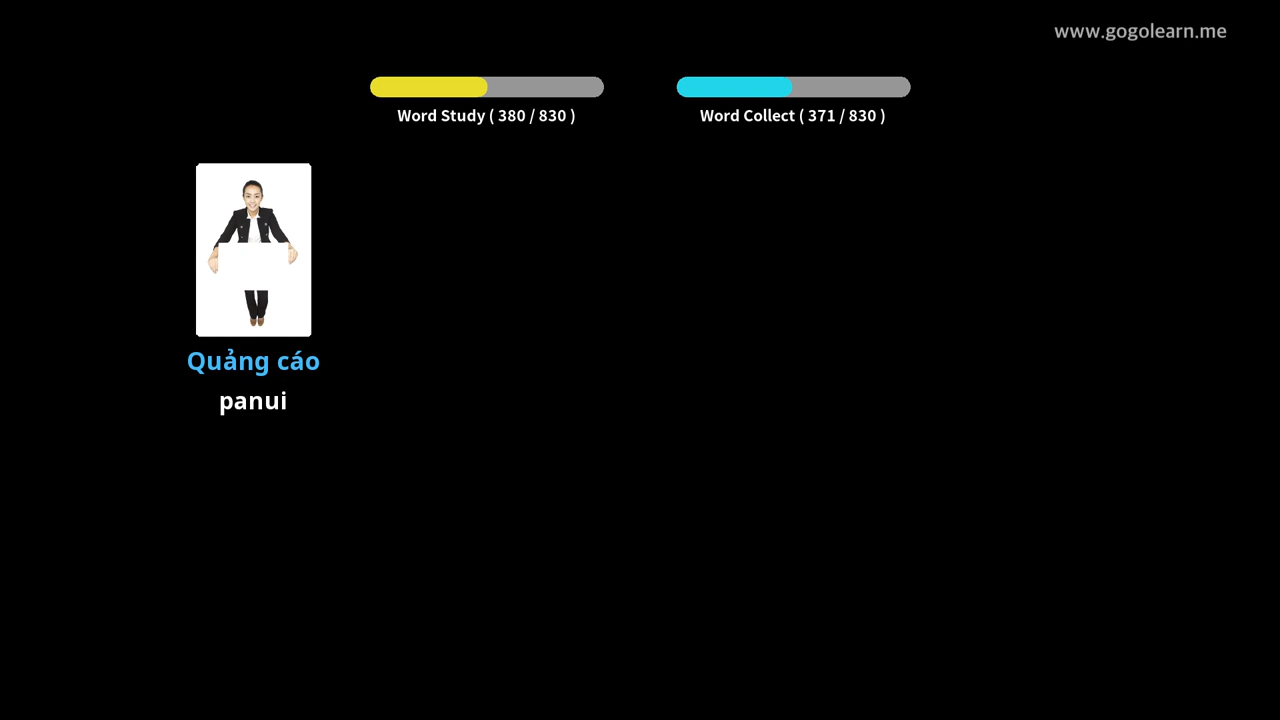 www.gogolearn.me
Word Study ( 380 / 830 )
Word Collect ( 371 / 830 )
Quảng cáo
panui